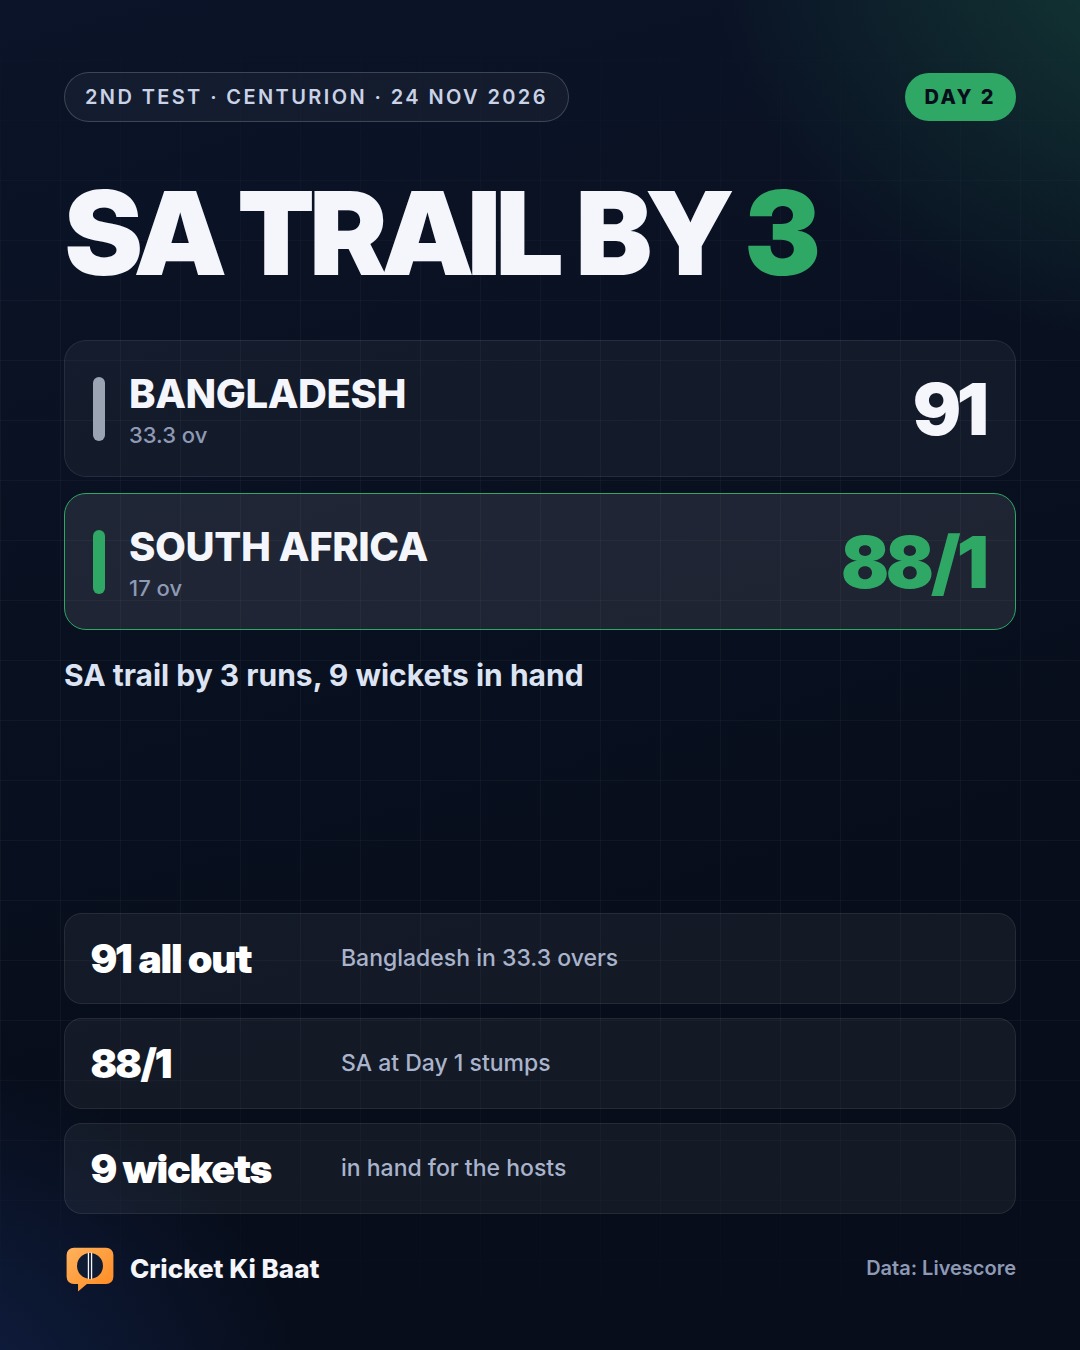 2ND TEST · CENTURION · 24 NOV 2026
DAY 2
SA TRAIL BY 3
BANGLADESH
33.3 ov
91
SOUTH AFRICA
17 ov
88/1
SA trail by 3 runs, 9 wickets in hand
91 all out
Bangladesh in 33.3 overs
88/1
SA at Day 1 stumps
9 wickets
in hand for the hosts
Cricket Ki Baat
Data: Livescore